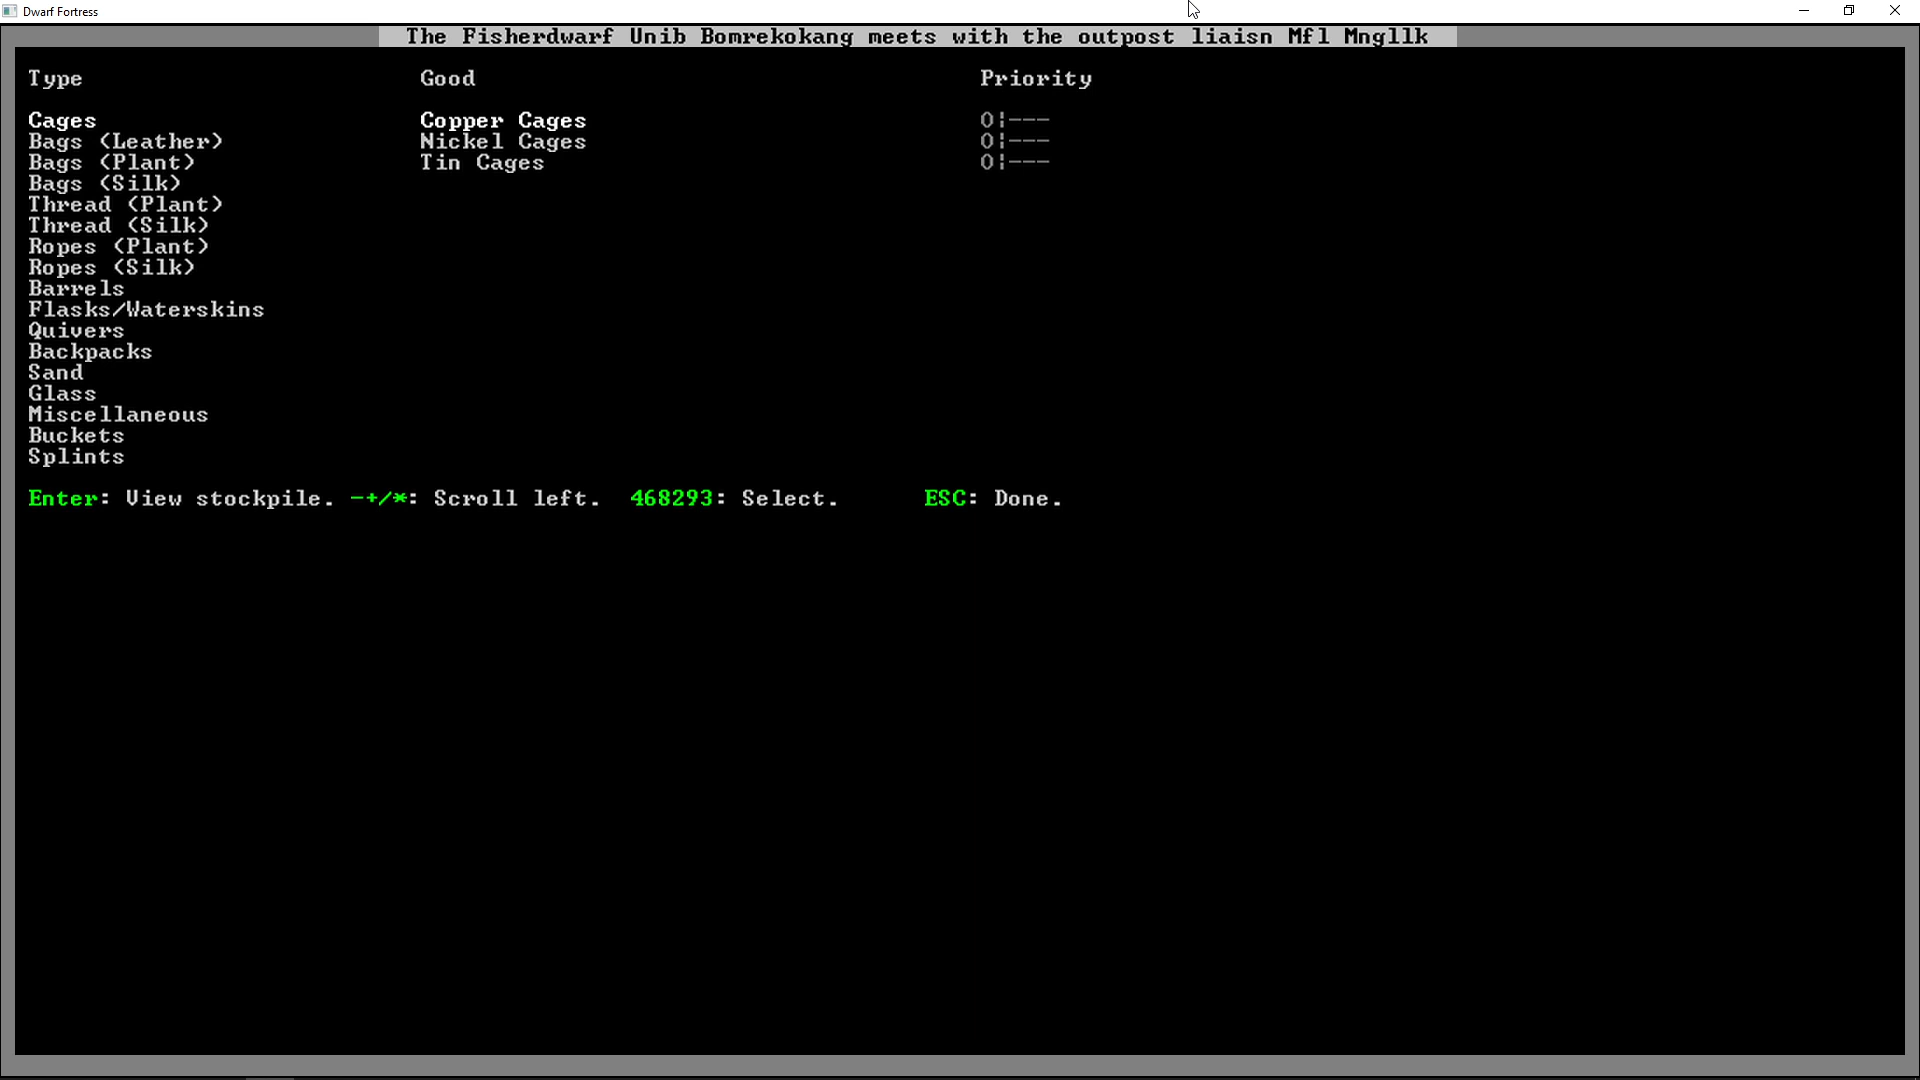 Dwarf Fortress
The Fisherdwarf Unib Bomrekokang meets with the outpost liaisn Mfl Mngllk
Type Good Priority
Cages Copper Cages 0|---
Bags (Leather) Nickel Cages 0|---
Bags (Plant) Tin Cages 0|---
Bags (Silk)
Thread (Plant)
Thread (Silk)
Ropes (Plant)
Ropes (Silk)
Barrels
Flasks/Waterskins
Quivers
Backpacks
Sand
Glass
Miscellaneous
Buckets
Splints
Enter: View stockpile. -+/*: Scroll left. 468293: Select. ESC: Done.